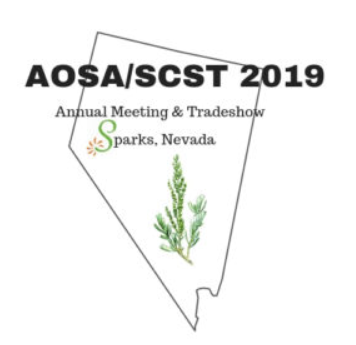 AOSA/SCST 2019
Annual Meeting & Tradeshow
Sparks, Nevada